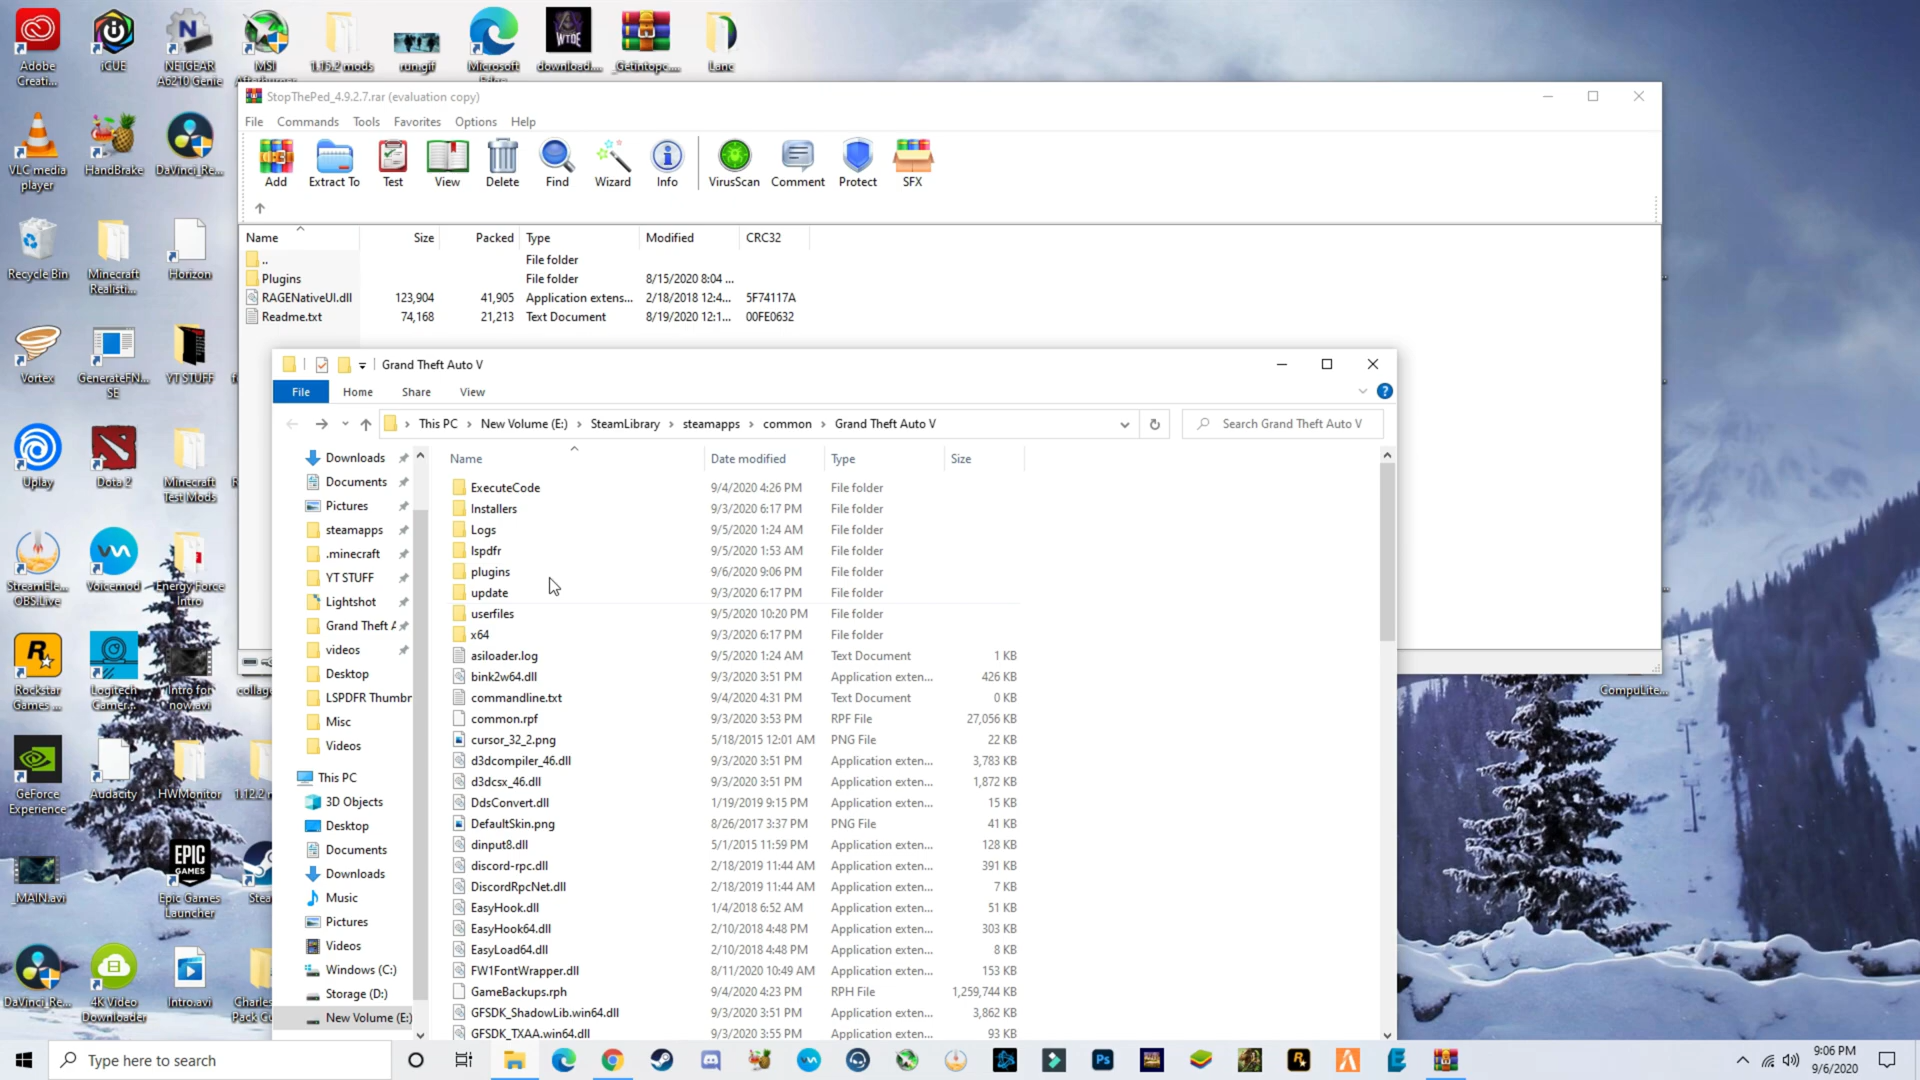 Adobe
Creati...
iCUE
NETGEAR
A6210 Genie
MSI
Afterburner
1.15.2 mods
run.gif
Microsoft
Edge
WTDE
download....
_Getintopc....
Lanc
StopThePed_4.9.2.7.rar (evaluation copy)
File Commands Tools Favorites Options Help
Add Extract To Test View Delete Find Wizard Info VirusScan Comment Protect SFX
Name Size Packed Type Modified CRC32
.. File folder
Plugins File folder 8/15/2020 8:04 ...
RAGENativeUI.dll 123,904 41,905 Application extens... 2/18/2018 12:4... 5F74117A
Readme.txt 74,168 21,213 Text Document 8/19/2020 12:1... 00FE0632
VLC media
player
HandBrake
DaVinci_Re...
Recycle Bin
Minecraft
Realisti...
Horizon
Vortex
GenerateFN...
SE
YT STUFF
Uplay
Dota 2
Minecraft
Test Mods
StreamEle...
OBS.Live
Voicemod
Energy Force
Intro
Rockstar
Games ...
Logitech
Gamer...
Intro for
now.avi
collag
GeForce
Experience
Audacity
HWMonitor
1.12.2 m
_MAIN.avi
EPIC
GAMES
Epic Games
Launcher
Stea
DaVinci_Re...
4K Video
Downloader
Intro.avi
Charles
Pack C
CompuLite...
Grand Theft Auto V
File Home Share View
This PC New Volume (E:) SteamLibrary steamapps common Grand Theft Auto V
Search Grand Theft Auto V
Downloads
Documents
Pictures
steamapps
.minecraft
YT STUFF
Lightshot
Grand Theft A
videos
Desktop
LSPDFR Thumbr
Misc
Videos
This PC
3D Objects
Desktop
Documents
Downloads
Music
Pictures
Videos
Windows (C:)
Storage (D:)
New Volume (E:)
Name Date modified Type Size
ExecuteCode 9/4/2020 4:26 PM File folder
Installers 9/3/2020 6:17 PM File folder
Logs 9/5/2020 1:24 AM File folder
lspdfr 9/5/2020 1:53 AM File folder
plugins 9/6/2020 9:06 PM File folder
update 9/3/2020 6:17 PM File folder
userfiles 9/5/2020 10:20 PM File folder
x64 9/3/2020 6:17 PM File folder
asiloader.log 9/5/2020 1:24 AM Text Document 1 KB
bink2w64.dll 9/3/2020 3:51 PM Application exten... 426 KB
commandline.txt 9/4/2020 4:31 PM Text Document 0 KB
common.rpf 9/3/2020 3:53 PM RPF File 27,056 KB
cursor_32_2.png 5/18/2015 12:01 AM PNG File 22 KB
d3dcompiler_46.dll 9/3/2020 3:51 PM Application exten... 3,783 KB
d3dcsx_46.dll 9/3/2020 3:51 PM Application exten... 1,872 KB
DdsConvert.dll 1/19/2019 9:15 PM Application exten... 15 KB
DefaultSkin.png 8/26/2017 3:37 PM PNG File 41 KB
dinput8.dll 5/1/2015 11:59 PM Application exten... 128 KB
discord-rpc.dll 2/18/2019 11:44 AM Application exten... 391 KB
DiscordRpcNet.dll 2/18/2019 11:44 AM Application exten... 7 KB
EasyHook.dll 1/4/2018 6:52 AM Application exten... 51 KB
EasyHook64.dll 2/10/2018 4:48 PM Application exten... 303 KB
EasyLoad64.dll 2/10/2018 4:48 PM Application exten... 8 KB
FW1FontWrapper.dll 8/11/2020 10:49 AM Application exten... 153 KB
GameBackups.rph 9/4/2020 4:23 PM RPH File 1,259,744 KB
GFSDK_ShadowLib.win64.dll 9/3/2020 3:51 PM Application exten... 3,862 KB
GFSDK_TXAA.win64.dll 9/3/2020 3:55 PM Application exten... 93 KB
Type here to search
Ps
9:06 PM
9/6/2020